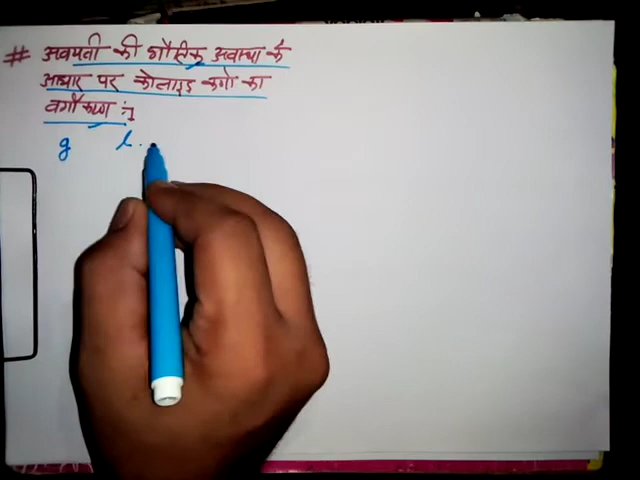 # अवयवों की भौतिक अवस्था के
आधार पर कोलाइड कणों का
वर्गीकरण :-
g l.